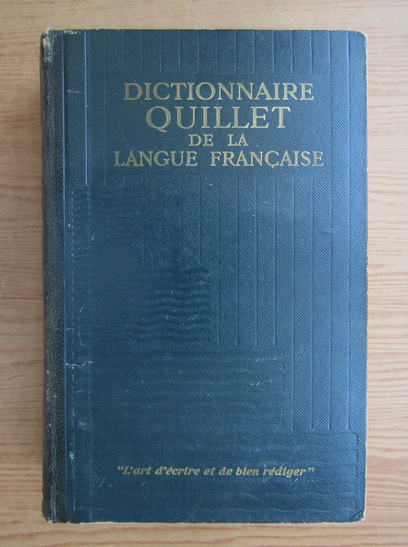 DICTIONNAIRE
QUILLET
DE LA
LANGUE FRANÇAISE
"L'art d'écrire et de bien rédiger"